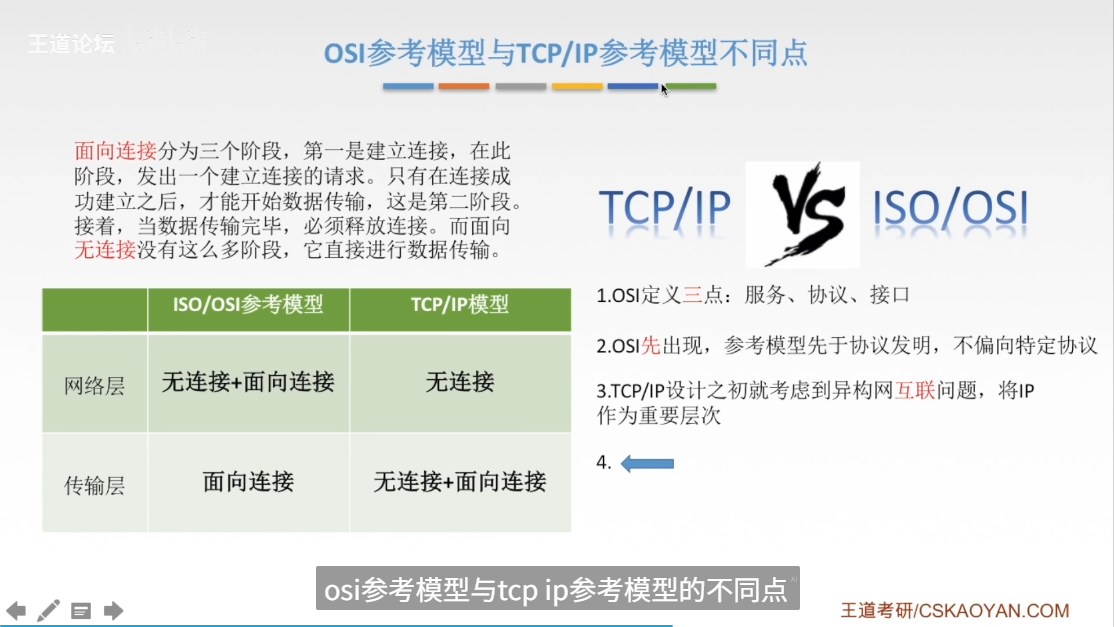 王道论坛
OSI参考模型与TCP/IP参考模型不同点
面向连接分为三个阶段，第一是建立连接，在此
阶段，发出一个建立连接的请求。只有在连接成
功建立之后，才能开始数据传输，这是第二阶段。
接着，当数据传输完毕，必须释放连接。而面向
无连接没有这么多阶段，它直接进行数据传输。
ISO/OSI参考模型 TCP/IP模型
网络层 无连接+面向连接 无连接
传输层 面向连接 无连接+面向连接
TCP/IP VS ISO/OSI
1.OSI定义三点：服务、协议、接口
2.OSI先出现，参考模型先于协议发明，不偏向特定协议
3.TCP/IP设计之初就考虑到异构网互联问题，将IP
作为重要层次
4.
osi参考模型与tcp ip参考模型的不同点
王道考研/CSKAOYAN.COM